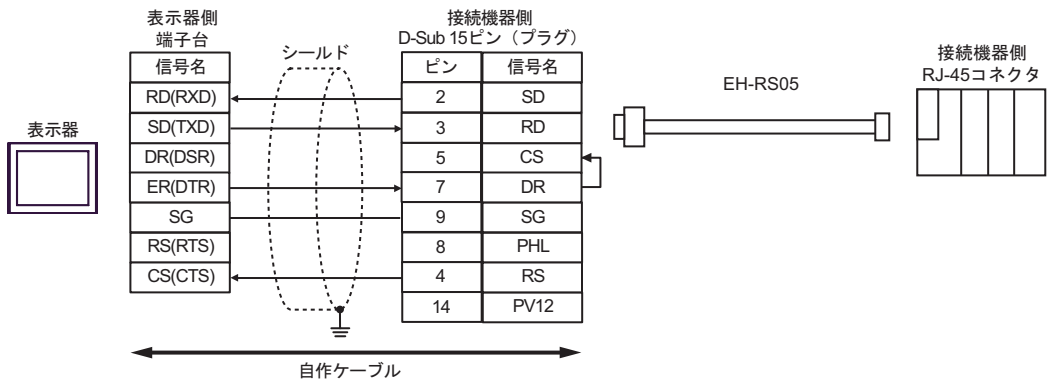 表示器
表示器側
端子台
信号名
RD(RXD)
SD(TXD)
DR(DSR)
ER(DTR)
SG
RS(RTS)
CS(CTS)
シールド
接続機器側
D-Sub 15ピン（プラグ）
ピン 信号名
2 SD
3 RD
5 CS
7 DR
9 SG
8 PHL
4 RS
14 PV12
自作ケーブル
EH-RS05
接続機器側
RJ-45コネクタ